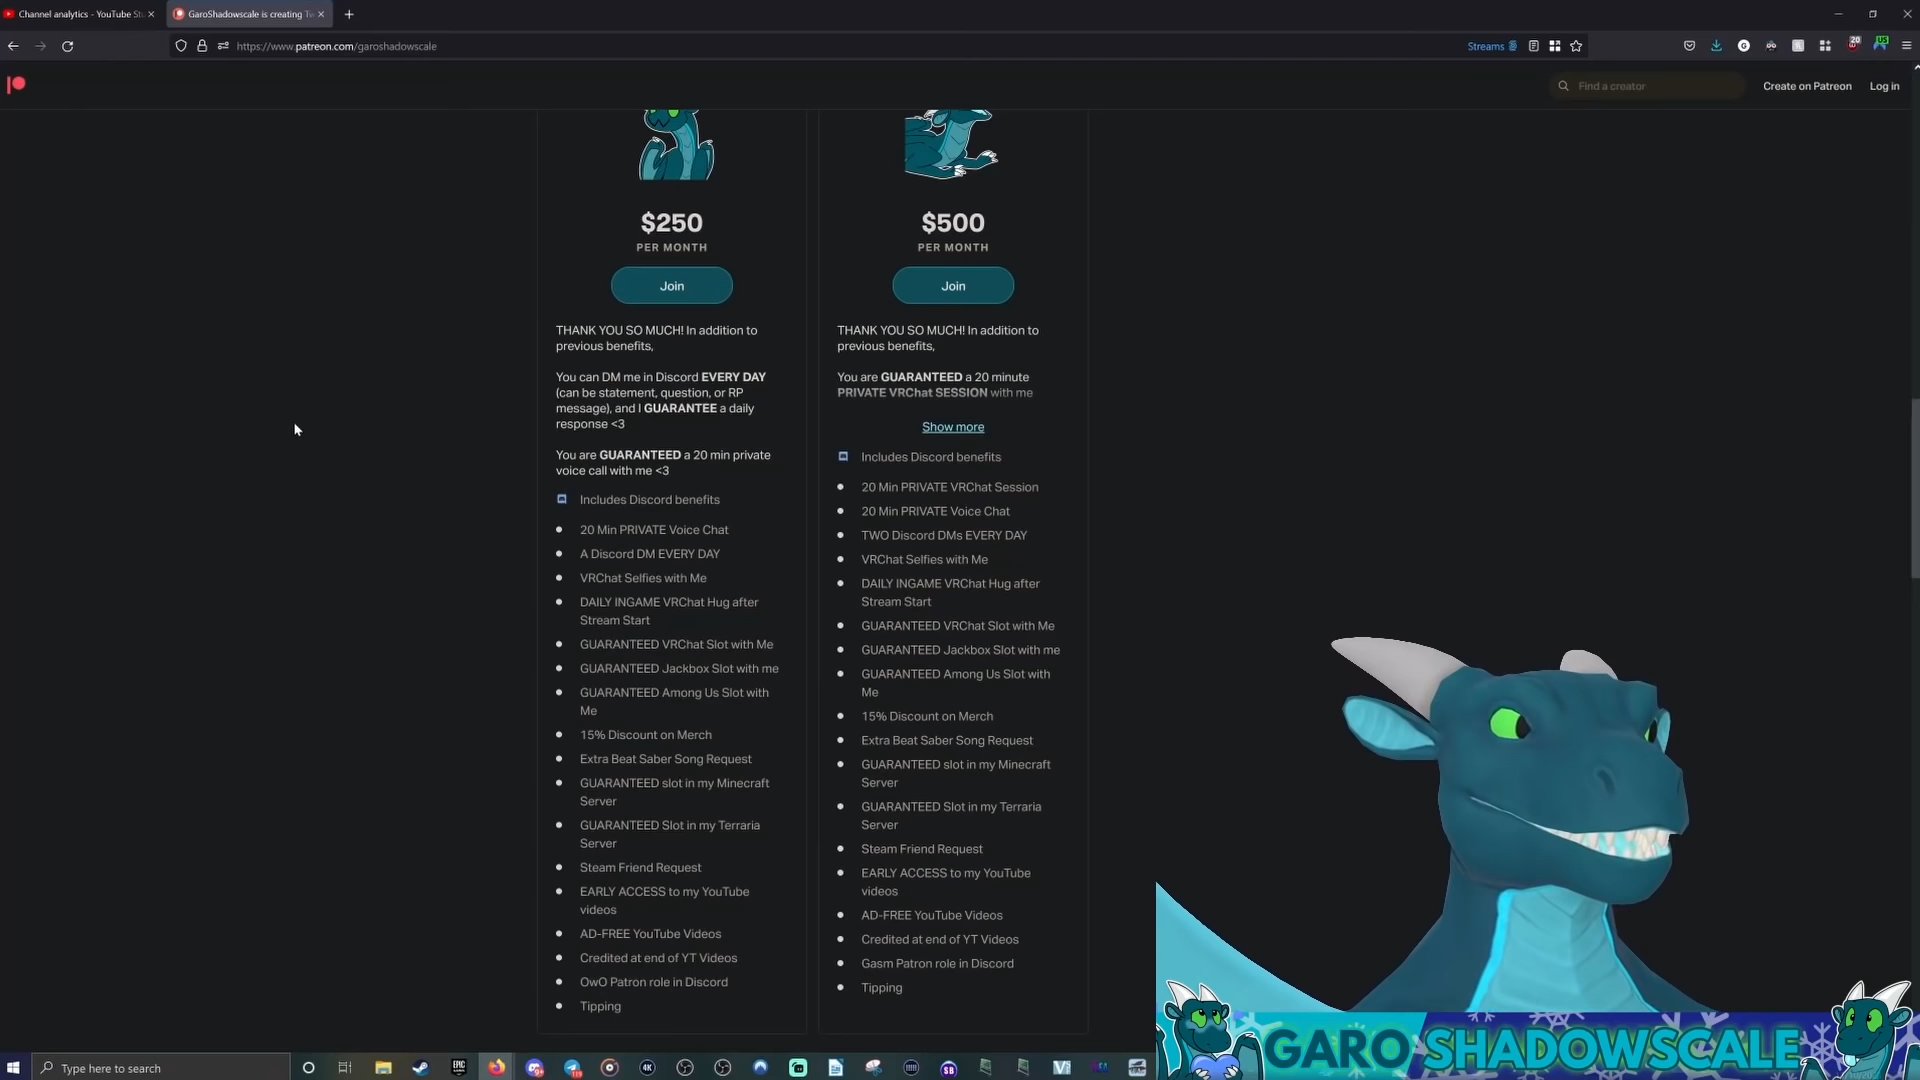 Channel analytics - YouTube St
GaroShadowscale is creating Tw
https://www.patreon.com/garoshadowscale
Streams
20
US
Find a creator
Create on Patreon
Log in
$250
PER MONTH
Join
THANK YOU SO MUCH! In addition to
previous benefits,
You can DM me in Discord EVERY DAY
(can be statement, question, or RP
message), and I GUARANTEE a daily
response <3
You are GUARANTEED a 20 min private
voice call with me <3
Includes Discord benefits
20 Min PRIVATE Voice Chat
A Discord DM EVERY DAY
VRChat Selfies with Me
DAILY INGAME VRChat Hug after
Stream Start
GUARANTEED VRChat Slot with Me
GUARANTEED Jackbox Slot with me
GUARANTEED Among Us Slot with
Me
15% Discount on Merch
Extra Beat Saber Song Request
GUARANTEED slot in my Minecraft
Server
GUARANTEED Slot in my Terraria
Server
Steam Friend Request
EARLY ACCESS to my YouTube
videos
AD-FREE YouTube Videos
Credited at end of YT Videos
OwO Patron role in Discord
Tipping
$500
PER MONTH
Join
THANK YOU SO MUCH! In addition to
previous benefits,
You are GUARANTEED a 20 minute
PRIVATE VRChat SESSION with me
Show more
Includes Discord benefits
20 Min PRIVATE VRChat Session
20 Min PRIVATE Voice Chat
TWO Discord DMs EVERY DAY
VRChat Selfies with Me
DAILY INGAME VRChat Hug after
Stream Start
GUARANTEED VRChat Slot with Me
GUARANTEED Jackbox Slot with me
GUARANTEED Among Us Slot with
Me
15% Discount on Merch
Extra Beat Saber Song Request
GUARANTEED slot in my Minecraft
Server
GUARANTEED Slot in my Terraria
Server
Steam Friend Request
EARLY ACCESS to my YouTube
videos
AD-FREE YouTube Videos
Credited at end of YT Videos
Gasm Patron role in Discord
Tipping
GARO SHADOWSCALE
Type here to search